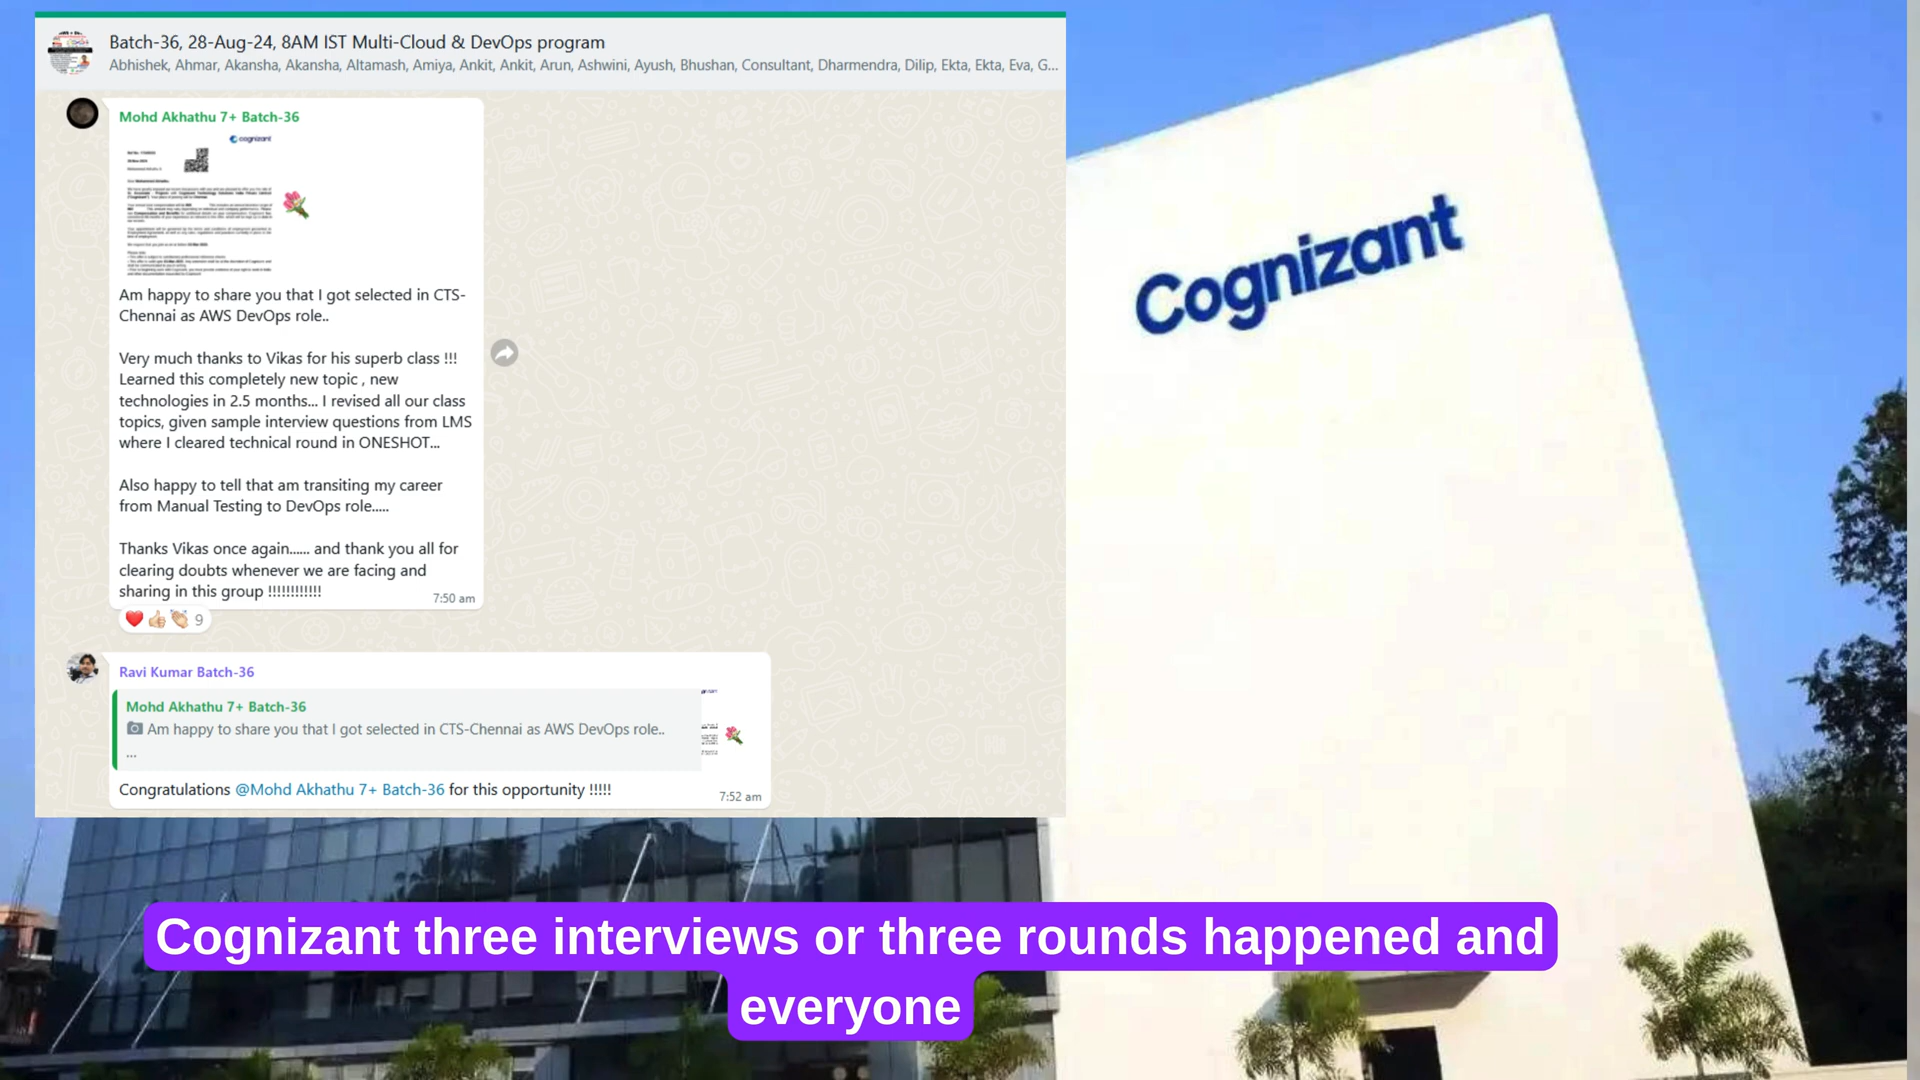 Batch-36, 28-Aug-24, 8AM IST Multi-Cloud & DevOps program
Abhishek, Ahmar, Akansha, Akansha, Altamash, Amiya, Ankit, Ankit, Arun, Ashwini, Ayush, Bhushan, Consultant, Dharmendra, Dilip, Ekta, Ekta, Eva, G...
Mohd Akhathu 7+ Batch-36
cognizant
Am happy to share you that I got selected in CTS-
Chennai as AWS DevOps role..
Very much thanks to Vikas for his superb class !!!
Learned this completely new topic , new
technologies in 2.5 months... I revised all our class
topics, given sample interview questions from LMS
where I cleared technical round in ONESHOT...
Also happy to tell that am transiting my career
from Manual Testing to DevOps role.....
Thanks Vikas once again...... and thank you all for
clearing doubts whenever we are facing and
sharing in this group !!!!!!!!!!!!
7:50 am
9
Ravi Kumar Batch-36
Mohd Akhathu 7+ Batch-36
Am happy to share you that I got selected in CTS-Chennai as AWS DevOps role..
...
Congratulations @Mohd Akhathu 7+ Batch-36 for this opportunity !!!!!
7:52 am
Cognizant
Cognizant three interviews or three rounds happened and
everyone